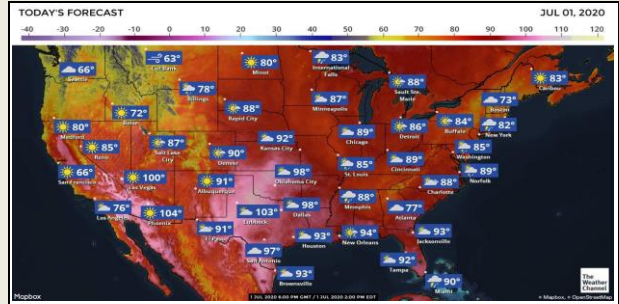 TODAY'S FORECAST
JUL 01, 2020
-40 -30 -20 -10 0 10 20 30 40 50 60 70 80 90 100 110 120
66°
Seattle
63°
Cut Bank
80°
Minot
83°
International
Falls
83°
Caribou
78°
Billings
88°
Rapid City
87°
Minneapolis
88°
Sault Ste.
Marie
73°
Boston
72°
Boise
80°
Medford
85°
Reno
87°
Salt Lake
City
90°
Denver
92°
Kansas City
89°
Chicago
86°
Detroit
84°
Buffalo
82°
New York
85°
Washington
66°
San Francisco
100°
Las Vegas
91°
Albuquerque
98°
Oklahoma City
85°
St. Louis
89°
Cincinnati
89°
Norfolk
88°
Charlotte
76°
Los Angeles
104°
Phoenix
103°
Lubbock
98°
Dallas
88°
Memphis
77°
Atlanta
91°
El Paso
97°
San Antonio
93°
Houston
94°
New Orleans
93°
Jacksonville
93°
Brownsville
92°
Tampa
90°
Miami
The
Weather
Channel
Mapbox
1 JUL 2020 6:00 PM GMT / 1 JUL 2020 2:00 PM EDT
• Mapbox, • OpenStreetMap